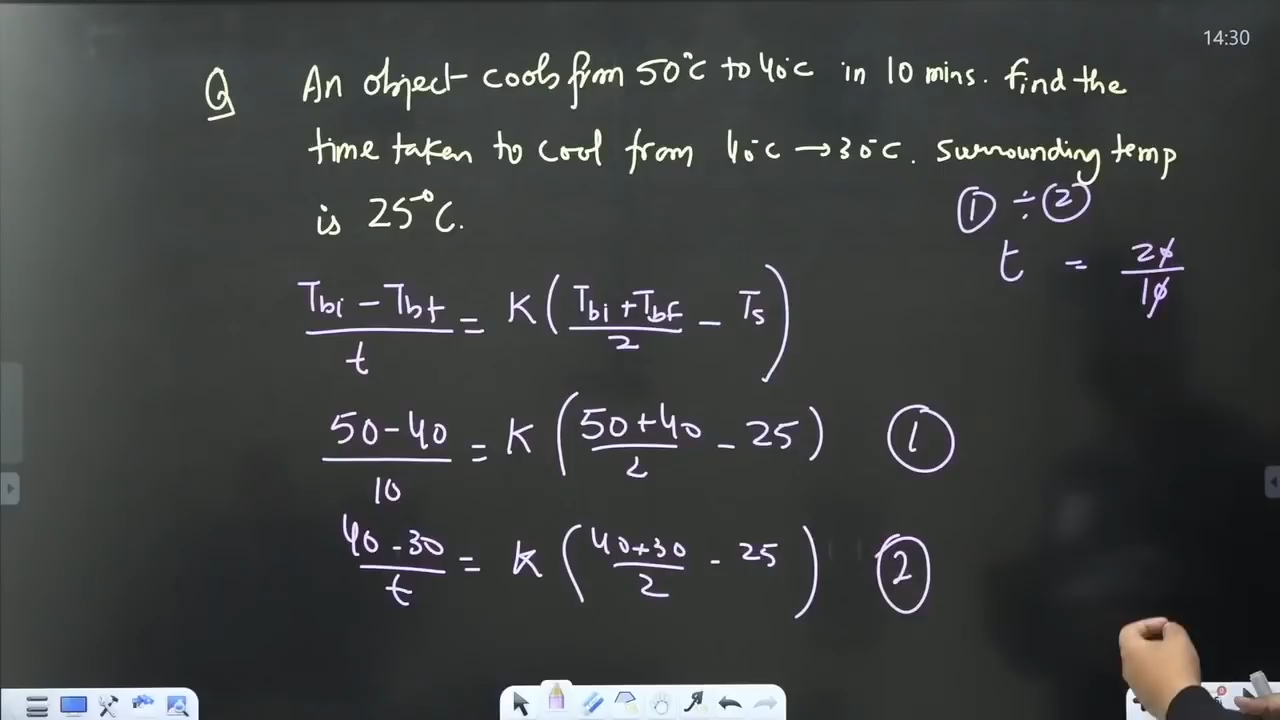 14:30
Q An object cools from 50°C to 40°C in 10 mins. find the
time taken to cool from 40°C → 30°C. surrounding temp
is 25°C.
① ÷ ②
t = 20/10
(Tbi - Tbf)/t = K((Tbi + Tbf)/2 - Ts)
(50-40)/10 = K((50+40)/2 - 25) ①
(40-30)/t = K((40+30)/2 - 25) ②